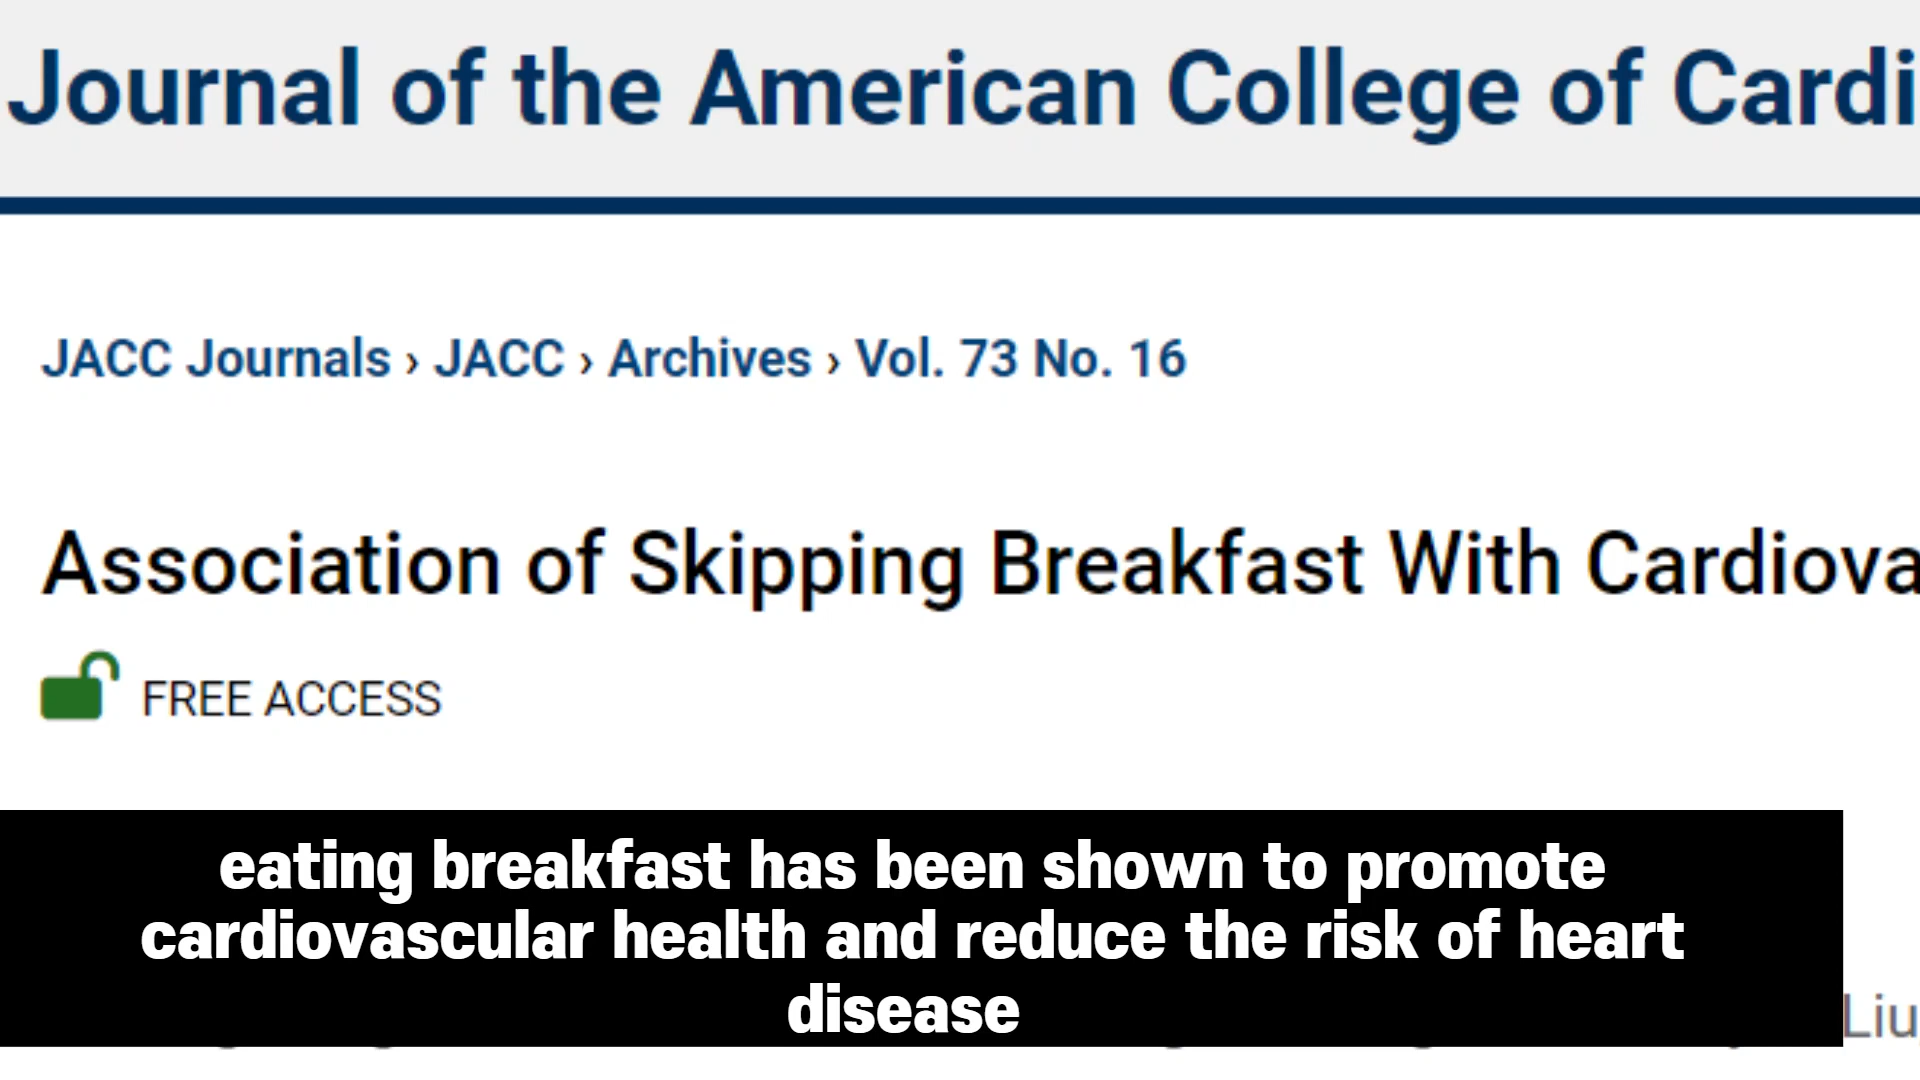 Journal of the American College of Cardi
JACC Journals › JACC › Archives › Vol. 73 No. 16
Association of Skipping Breakfast With Cardiova
FREE ACCESS
eating breakfast has been shown to promote
cardiovascular health and reduce the risk of heart
disease
Liu